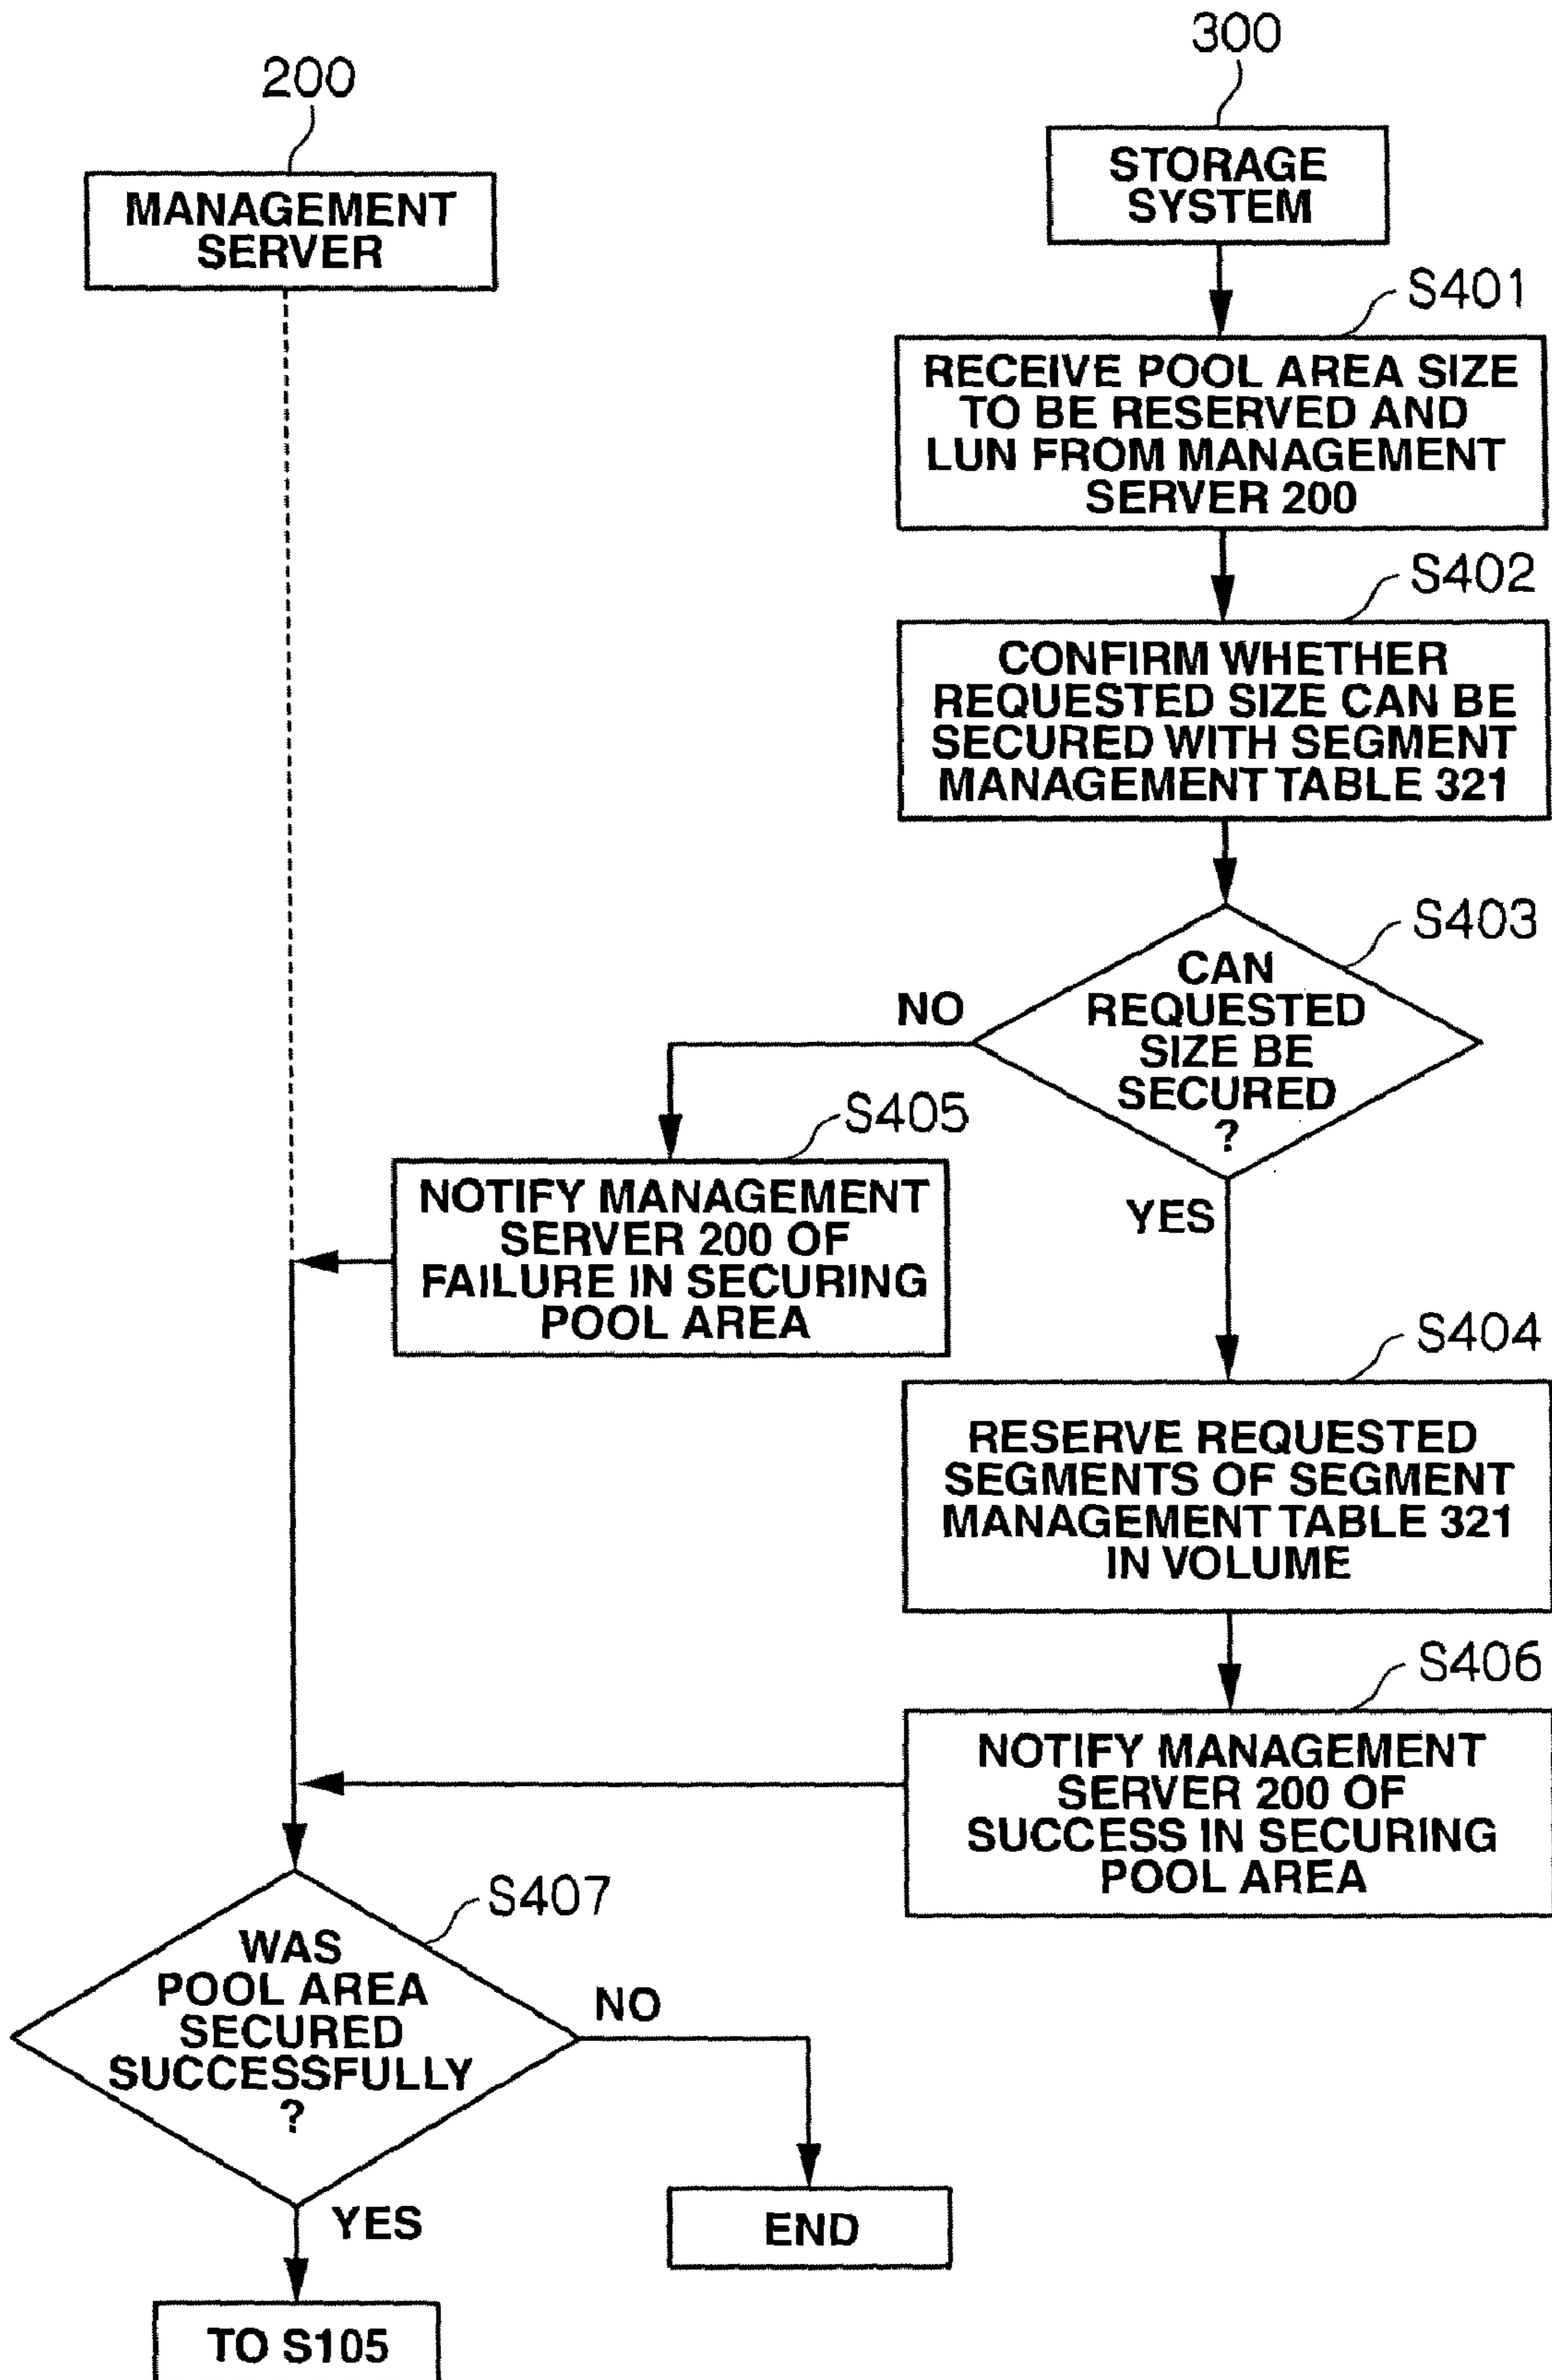 300
200
STORAGE
SYSTEM
MANAGEMENT
SERVER
S401
RECEIVE POOL AREA SIZE
TO BE RESERVED AND
LUN FROM MANAGEMENT
SERVER 200
S402
CONFIRM WHETHER
REQUESTED SIZE CAN BE
SECURED WITH SEGMENT
MANAGEMENT TABLE 321
S403
CAN
REQUESTED
SIZE BE
SECURED
?
NO
YES
S405
NOTIFY MANAGEMENT
SERVER 200 OF
FAILURE IN SECURING
POOL AREA
S404
RESERVE REQUESTED
SEGMENTS OF SEGMENT
MANAGEMENT TABLE 321
IN VOLUME
S406
NOTIFY MANAGEMENT
SERVER 200 OF
SUCCESS IN SECURING
POOL AREA
S407
WAS
POOL AREA
SECURED
SUCCESSFULLY
?
NO
YES
END
TO S105